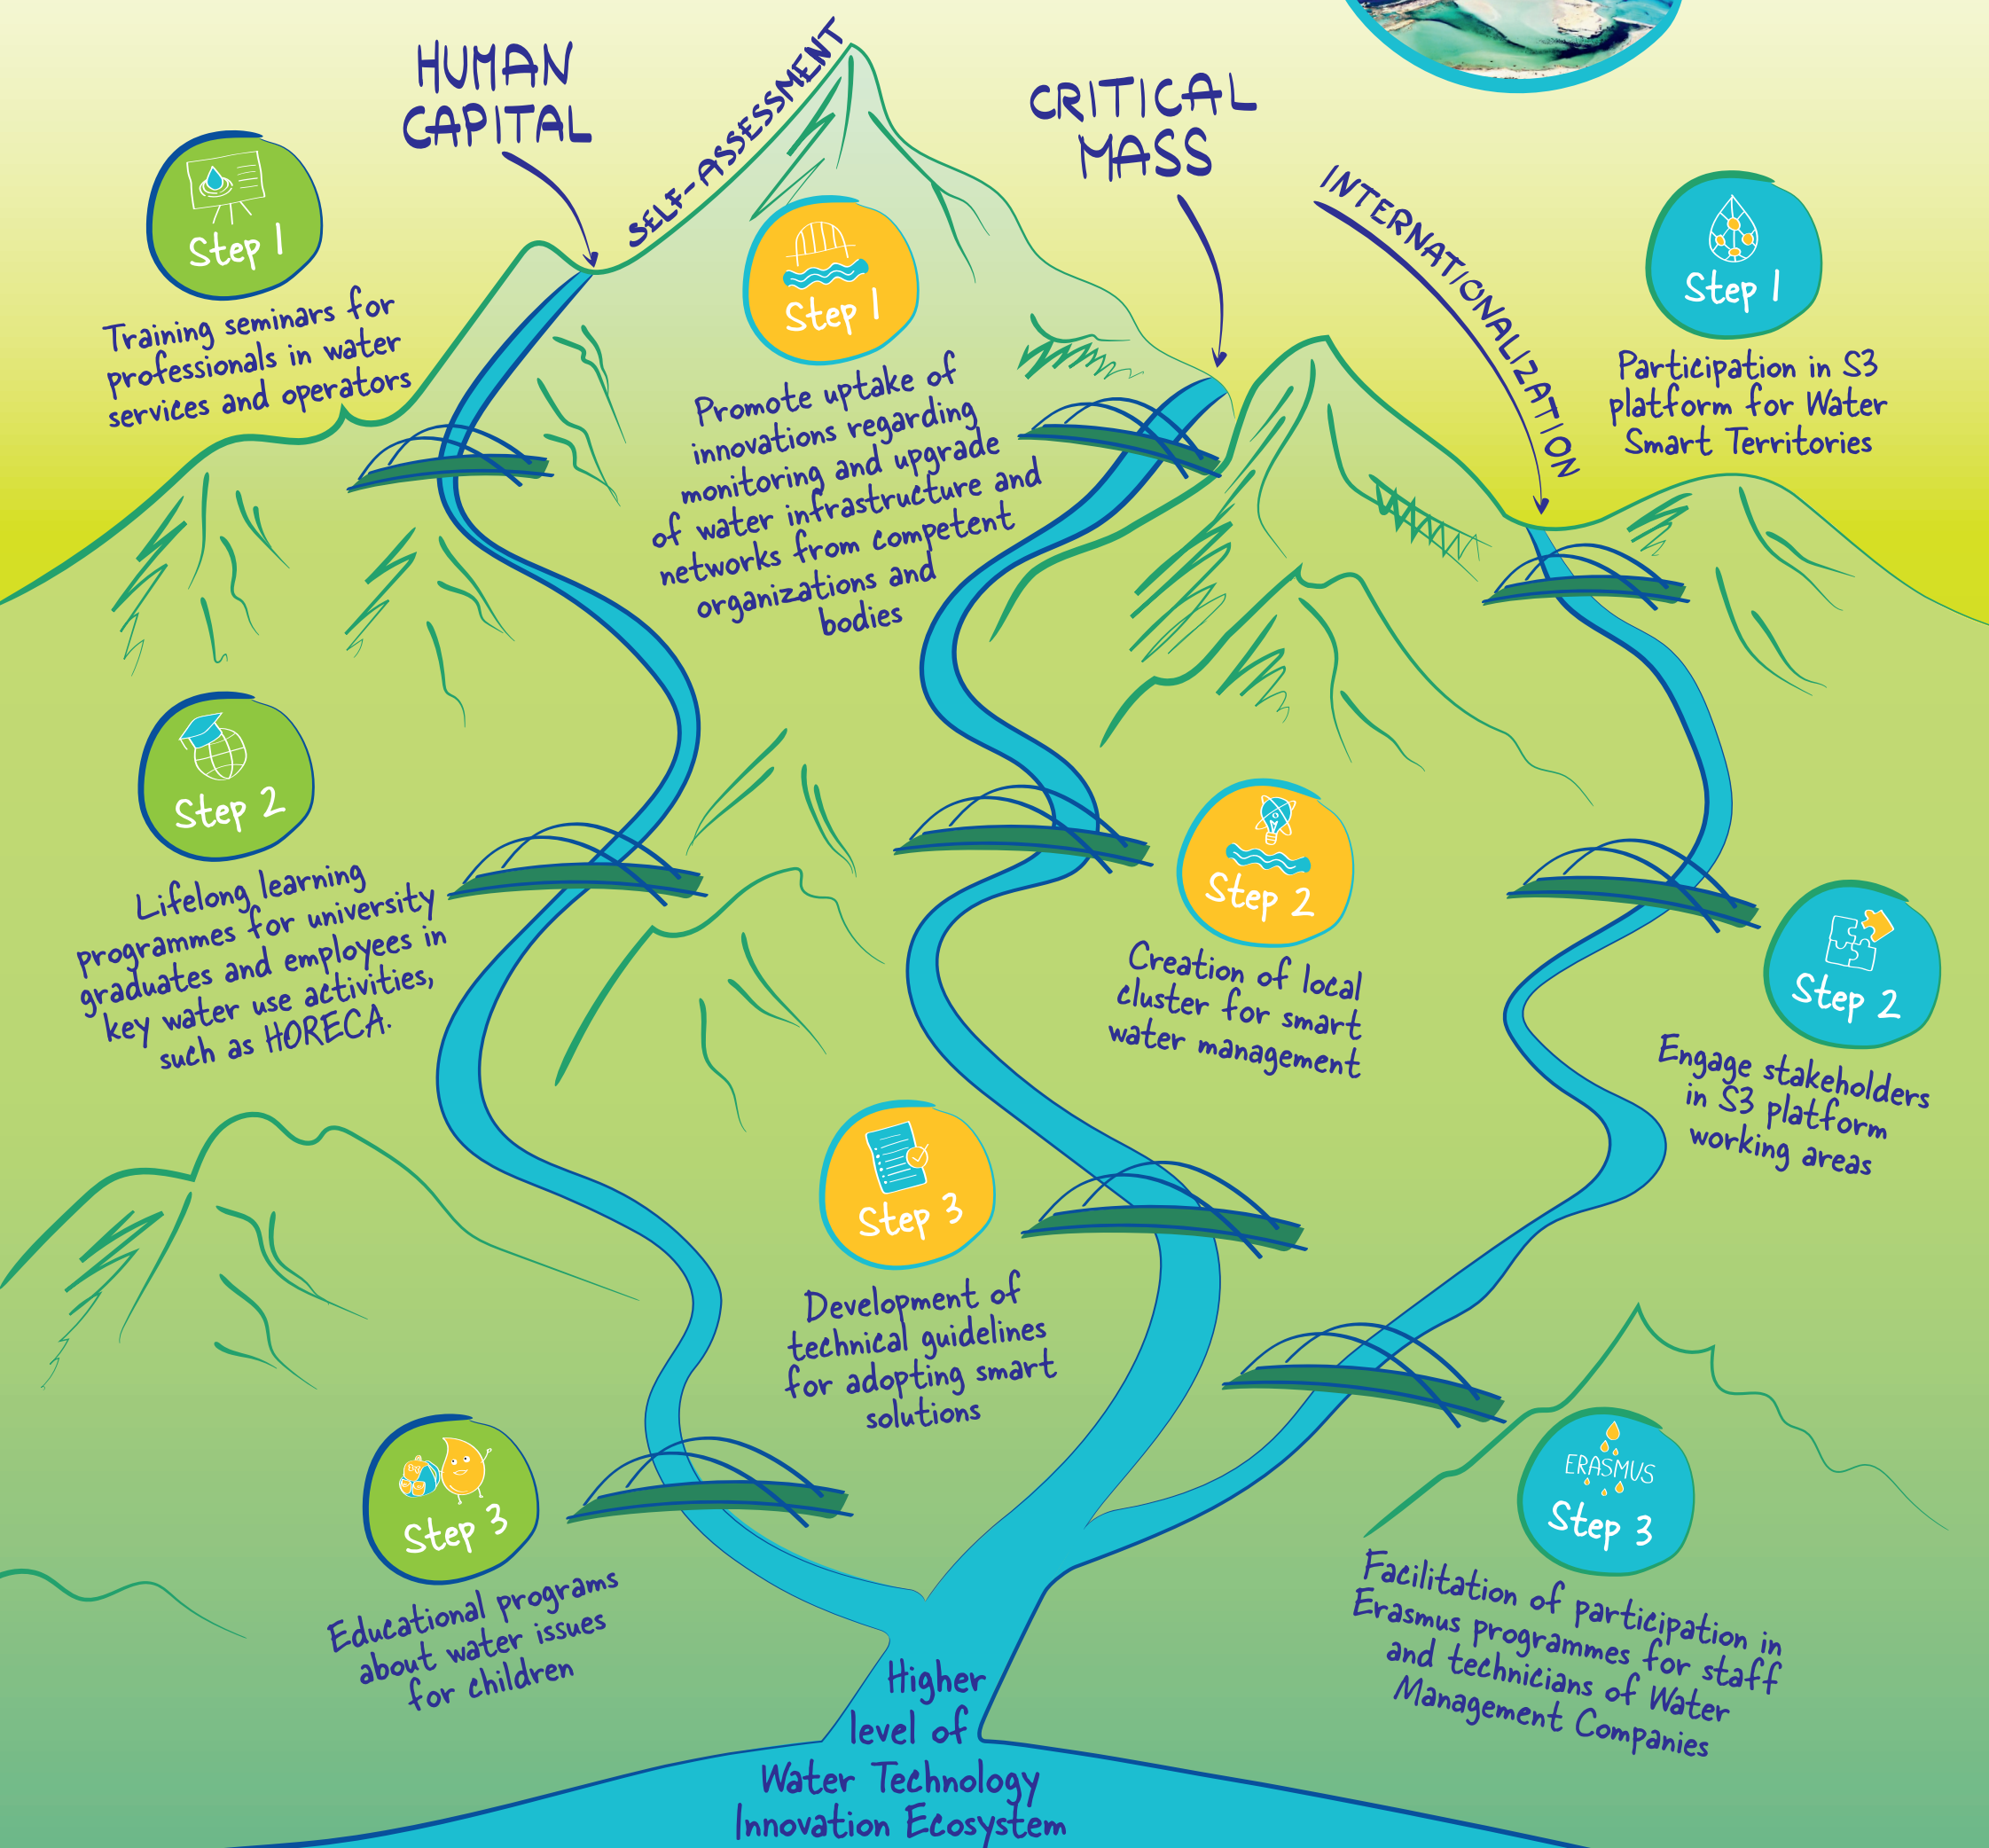 HUMAN
CAPITAL
SELF-ASSESSMENT
CRITICAL
MASS
INTERNATIONALIZATION
Step 1
Training seminars for
professionals in water
services and operators
Step 1
Promote uptake of
innovations regarding
monitoring and upgrade
of water infrastructure and
networks from competent
organizations and
bodies
Step 1
Participation in S3
platform for Water
Smart Territories
Step 2
Lifelong learning
programmes for university
graduates and employees in
key water use activities,
such as HORECA.
Step 2
Creation of local
cluster for smart
water management
Step 2
Engage stakeholders
in S3 platform
working areas
Step 3
Development of
technical guidelines
for adopting smart
solutions
Step 3
Educational programs
about water issues
for children
ERASMUS
Step 3
Facilitation of participation in
Erasmus programmes for staff
and technicians of Water
Management Companies
Higher
level of
Water Technology
Innovation Ecosystem